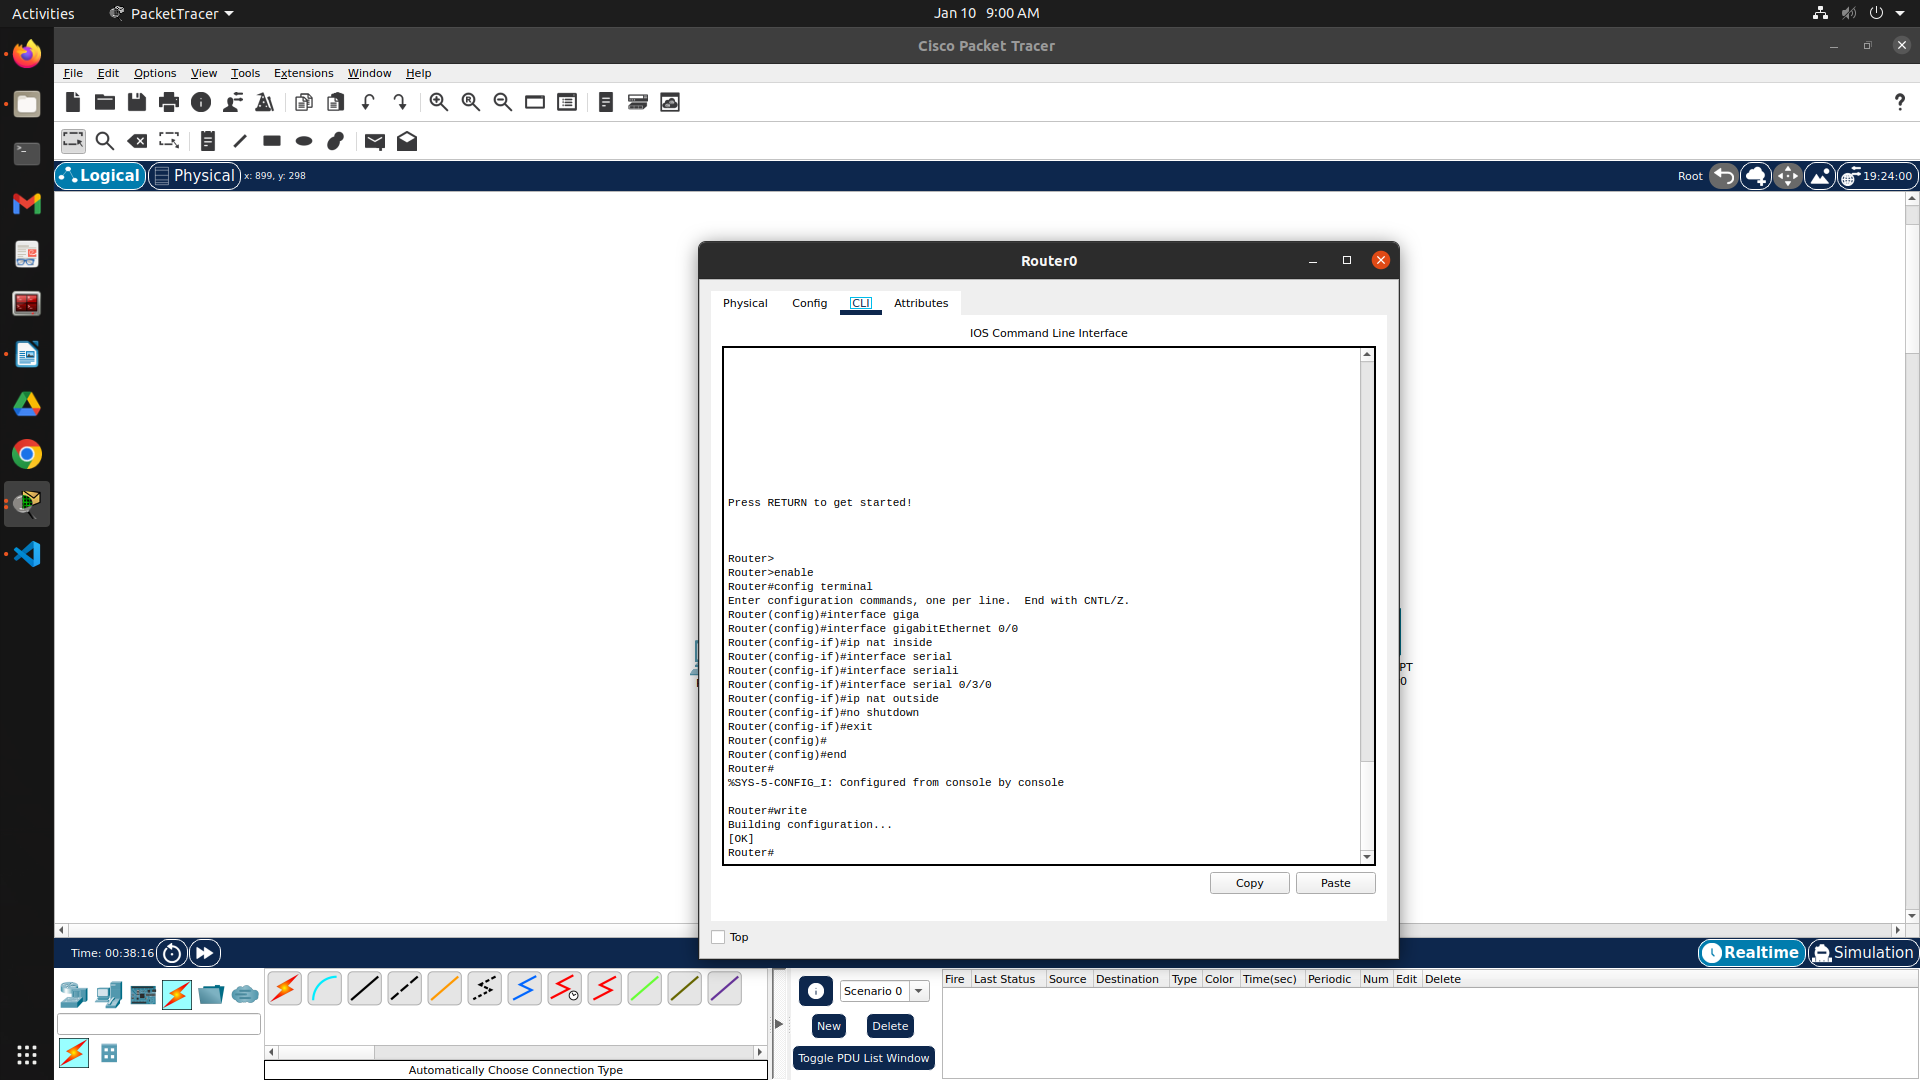 Activities
PacketTracer
Jan 10 9:00 AM
Cisco Packet Tracer
File Edit Options View Tools Extensions Window Help
Logical
Physical
x: 899, y: 298
Root
19:24:00
Router0
Physical Config CLI Attributes
IOS Command Line Interface
Press RETURN to get started!
Router>
Router>enable
Router#config terminal
Enter configuration commands, one per line.  End with CNTL/Z.
Router(config)#interface giga
Router(config)#interface gigabitEthernet 0/0
Router(config-if)#ip nat inside
Router(config-if)#interface serial
Router(config-if)#interface seriali
Router(config-if)#interface serial 0/3/0
Router(config-if)#ip nat outside
Router(config-if)#no shutdown
Router(config-if)#exit
Router(config)#
Router(config)#end
Router#
%SYS-5-CONFIG_I: Configured from console by console
Router#write
Building configuration...
[OK]
Router#
PT
0
Copy
Paste
Top
Time: 00:38:16
Realtime
Simulation
Scenario 0
New
Delete
Toggle PDU List Window
Fire Last Status Source Destination Type Color Time(sec) Periodic Num Edit Delete
Automatically Choose Connection Type